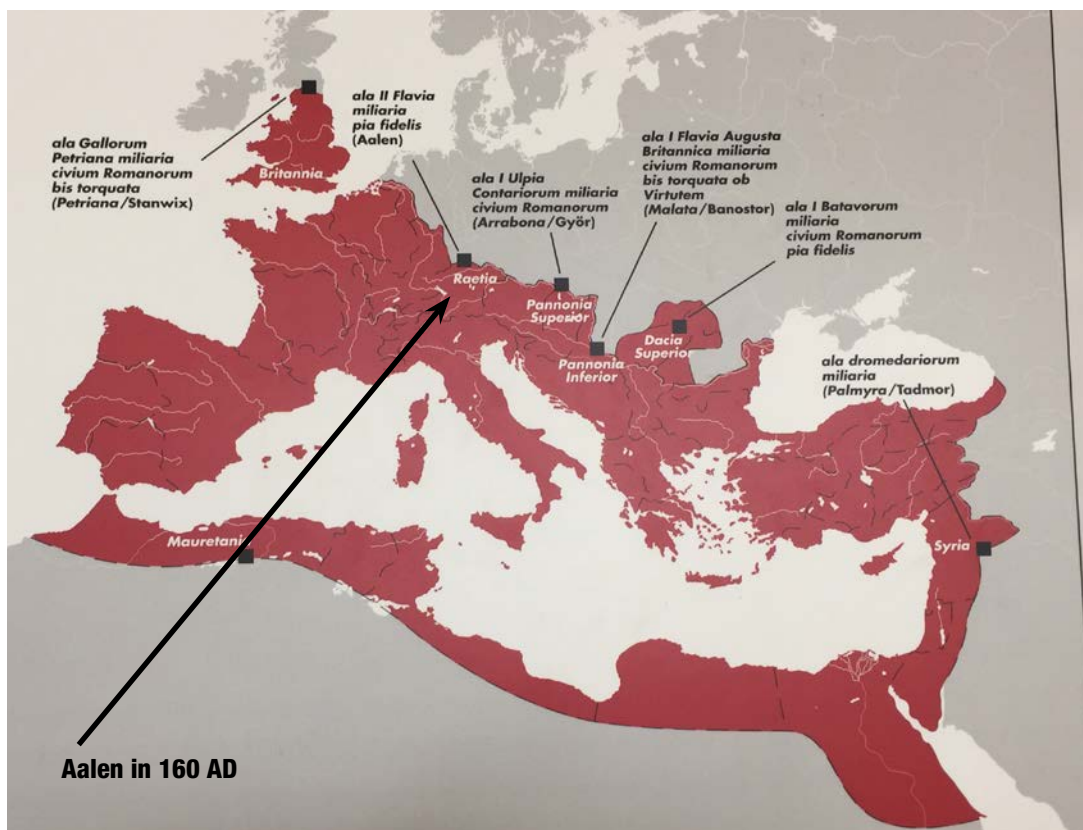 ala Gallorum
Petriana miliaria
civium Romanorum
bis torquata
(Petriana/Stanwix)
Britannia
ala II Flavia
miliaria
pia fidelis
(Aalen)
ala I Ulpia
Contariorum miliaria
civium Romanorum
(Arrabona/Györ)
ala I Flavia Augusta
Britannica miliaria
civium Romanorum
bis torquata ob
Virtutem
(Malata/Banostor)
ala I Batavorum
miliaria
civium Romanorum
pia fidelis
Raetia
Pannonia
Superior
Pannonia
Inferior
Dacia
Superior
ala dromedariorum
miliaria
(Palmyra/Tadmor)
Mauretani
Syria
Aalen in 160 AD